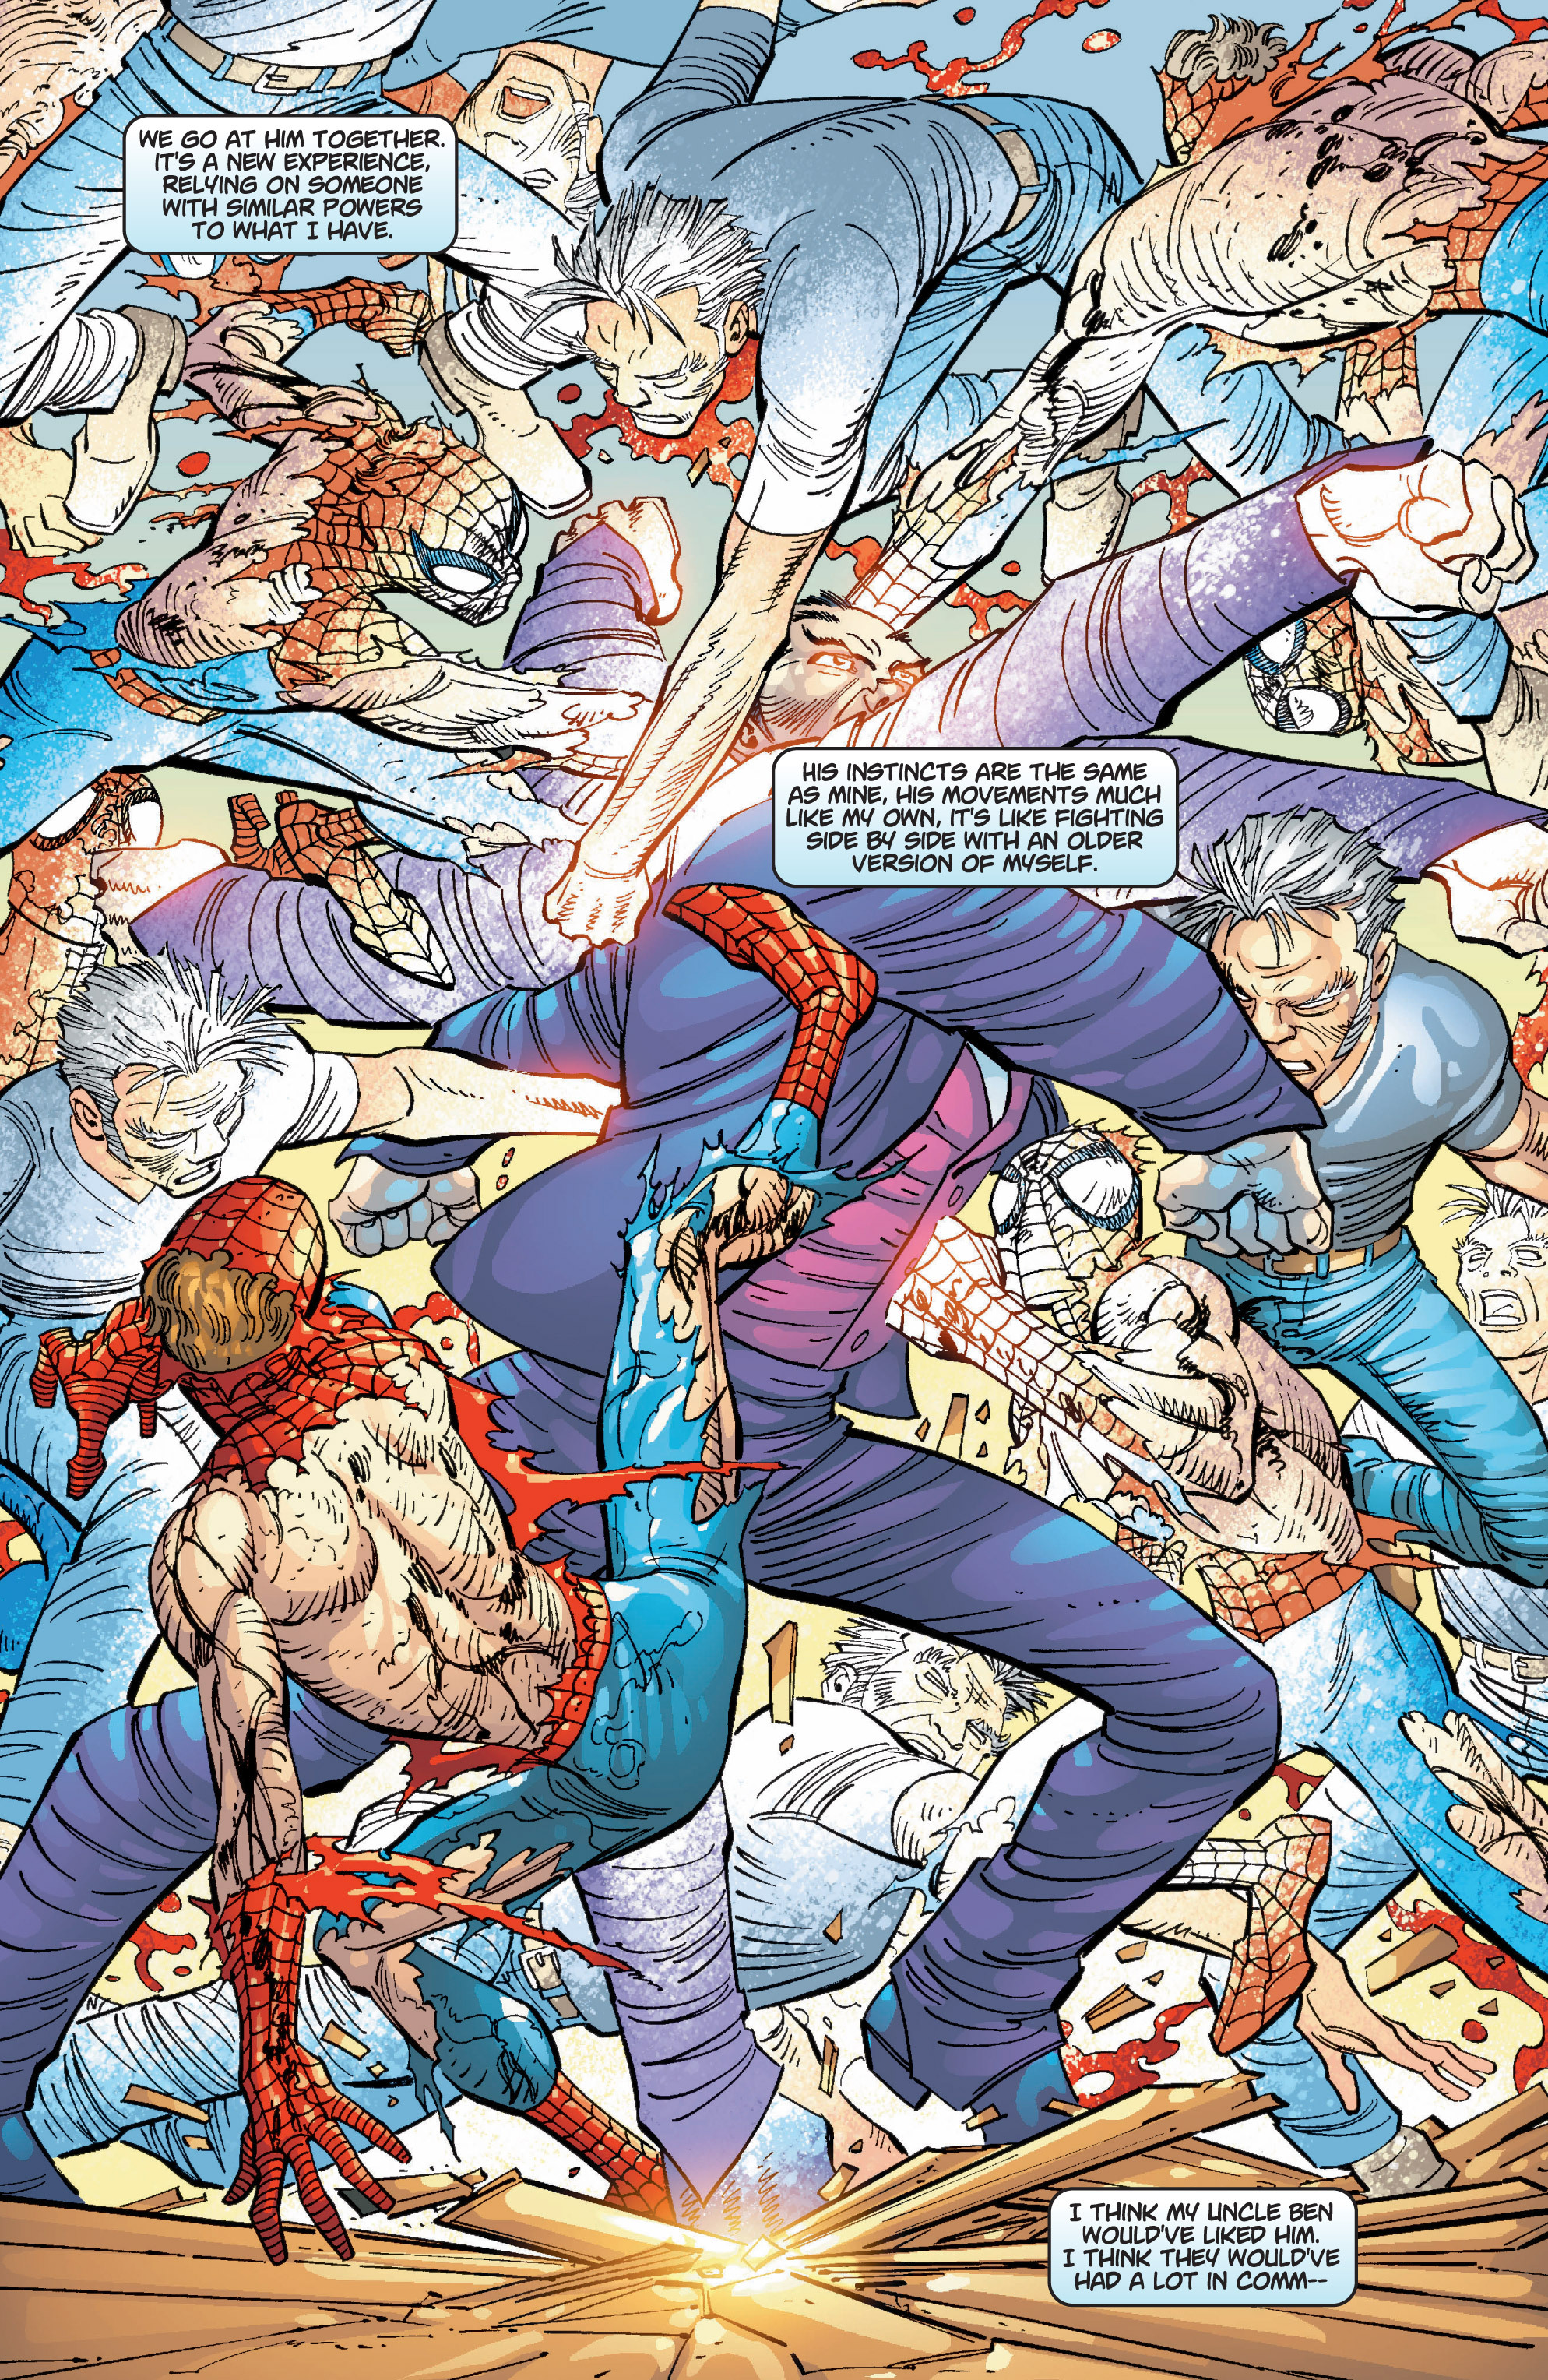 WE GO AT HIM TOGETHER.
IT'S A NEW EXPERIENCE,
RELYING ON SOMEONE
WITH SIMILAR POWERS
TO WHAT I HAVE.
HIS INSTINCTS ARE THE SAME
AS MINE, HIS MOVEMENTS MUCH
LIKE MY OWN, IT'S LIKE FIGHTING
SIDE BY SIDE WITH AN OLDER
VERSION OF MYSELF.
I THINK MY UNCLE BEN
WOULD'VE LIKED HIM.
I THINK THEY WOULD'VE
HAD A LOT IN COMM--